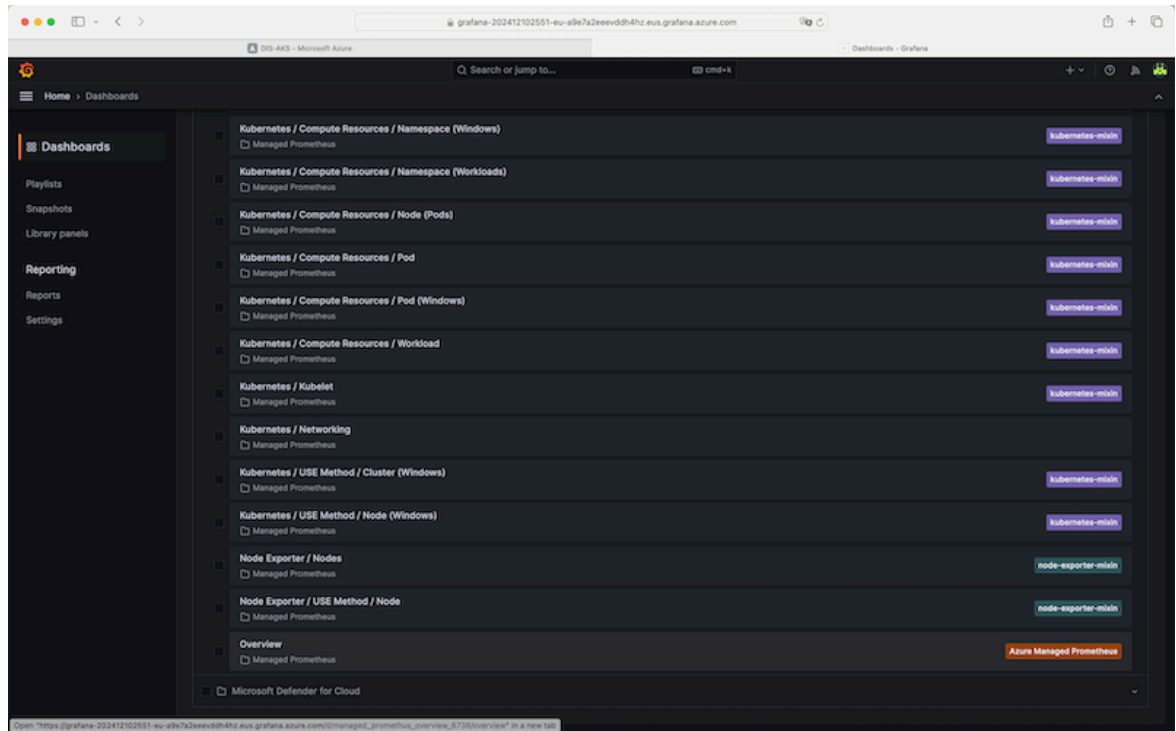 grafana-202412102551-eu-a9e7a2eeevddh4hz.eus.grafana.azure.com
DIS-AKS - Microsoft Azure
Dashboards - Grafana
Search or jump to...
cmd+k
Home › Dashboards
Dashboards
Playlists
Snapshots
Library panels
Reporting
Reports
Settings
Kubernetes / Compute Resources / Namespace (Windows)
Managed Prometheus
kubernetes-mixin
Kubernetes / Compute Resources / Namespace (Workloads)
Managed Prometheus
kubernetes-mixin
Kubernetes / Compute Resources / Node (Pods)
Managed Prometheus
kubernetes-mixin
Kubernetes / Compute Resources / Pod
Managed Prometheus
kubernetes-mixin
Kubernetes / Compute Resources / Pod (Windows)
Managed Prometheus
kubernetes-mixin
Kubernetes / Compute Resources / Workload
Managed Prometheus
kubernetes-mixin
Kubernetes / Kubelet
Managed Prometheus
kubernetes-mixin
Kubernetes / Networking
Managed Prometheus
Kubernetes / USE Method / Cluster (Windows)
Managed Prometheus
kubernetes-mixin
Kubernetes / USE Method / Node (Windows)
Managed Prometheus
kubernetes-mixin
Node Exporter / Nodes
Managed Prometheus
node-exporter-mixin
Node Exporter / USE Method / Node
Managed Prometheus
node-exporter-mixin
Overview
Managed Prometheus
Azure Managed Prometheus
Microsoft Defender for Cloud
Open "https://grafana-202412102551-eu-a9e7a2eeevddh4hz.eus.grafana.azure.com/d/managed_promethus_overview_6738/overview" in a new tab